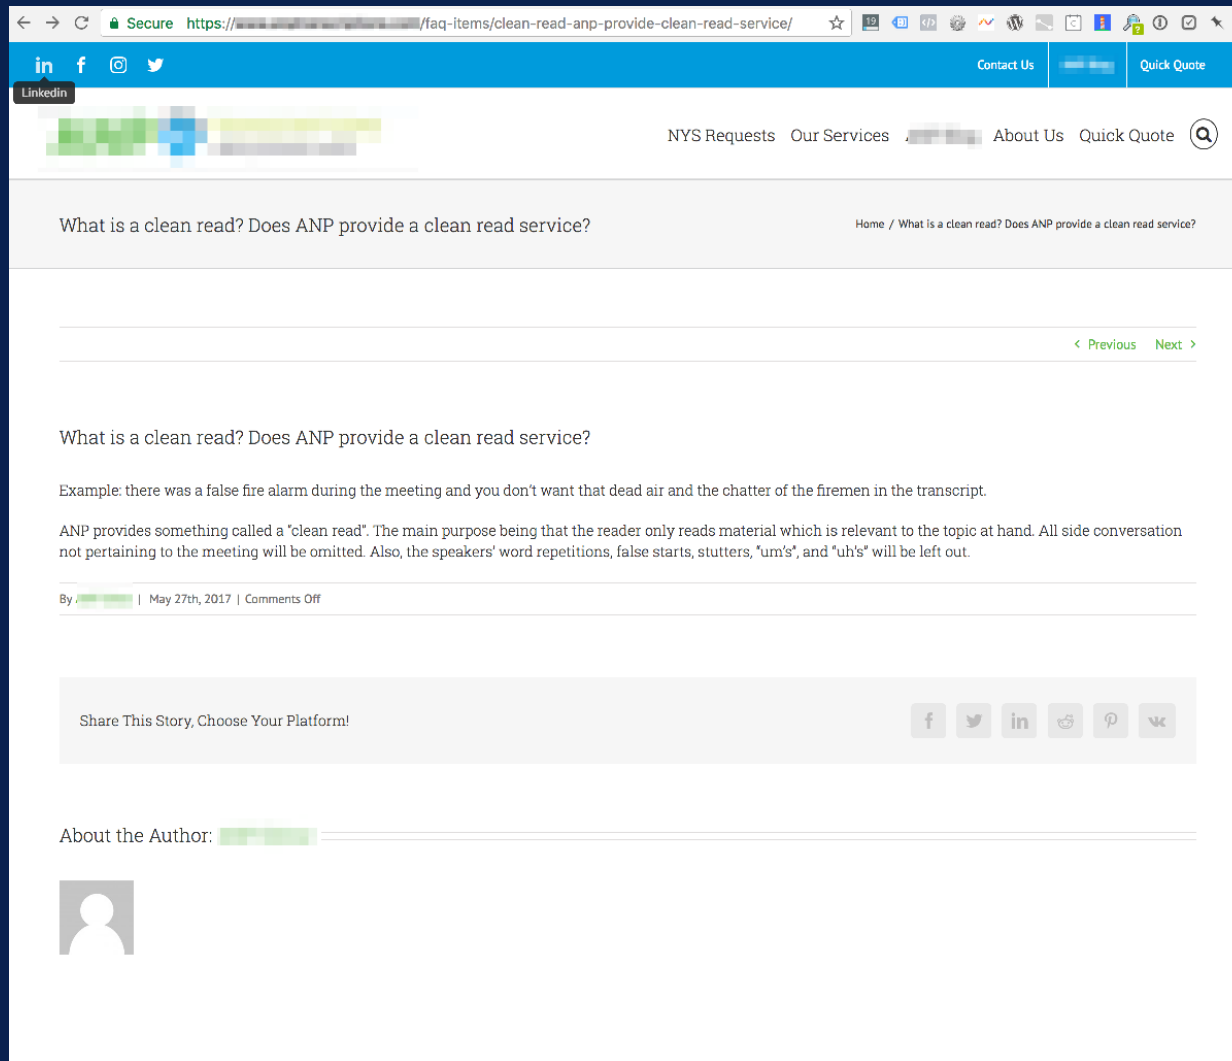 Secure https:// /faq-items/clean-read-anp-provide-clean-read-service/
19
Contact Us
Quick Quote
Linkedin
NYS Requests Our Services About Us Quick Quote
What is a clean read? Does ANP provide a clean read service?
Home / What is a clean read? Does ANP provide a clean read service?
< Previous Next >
What is a clean read? Does ANP provide a clean read service?
Example: there was a false fire alarm during the meeting and you don't want that dead air and the chatter of the firemen in the transcript.
ANP provides something called a "clean read". The main purpose being that the reader only reads material which is relevant to the topic at hand. All side conversation
not pertaining to the meeting will be omitted. Also, the speakers' word repetitions, false starts, stutters, "um's", and "uh's" will be left out.
By | May 27th, 2017 | Comments Off
Share This Story, Choose Your Platform!
About the Author: